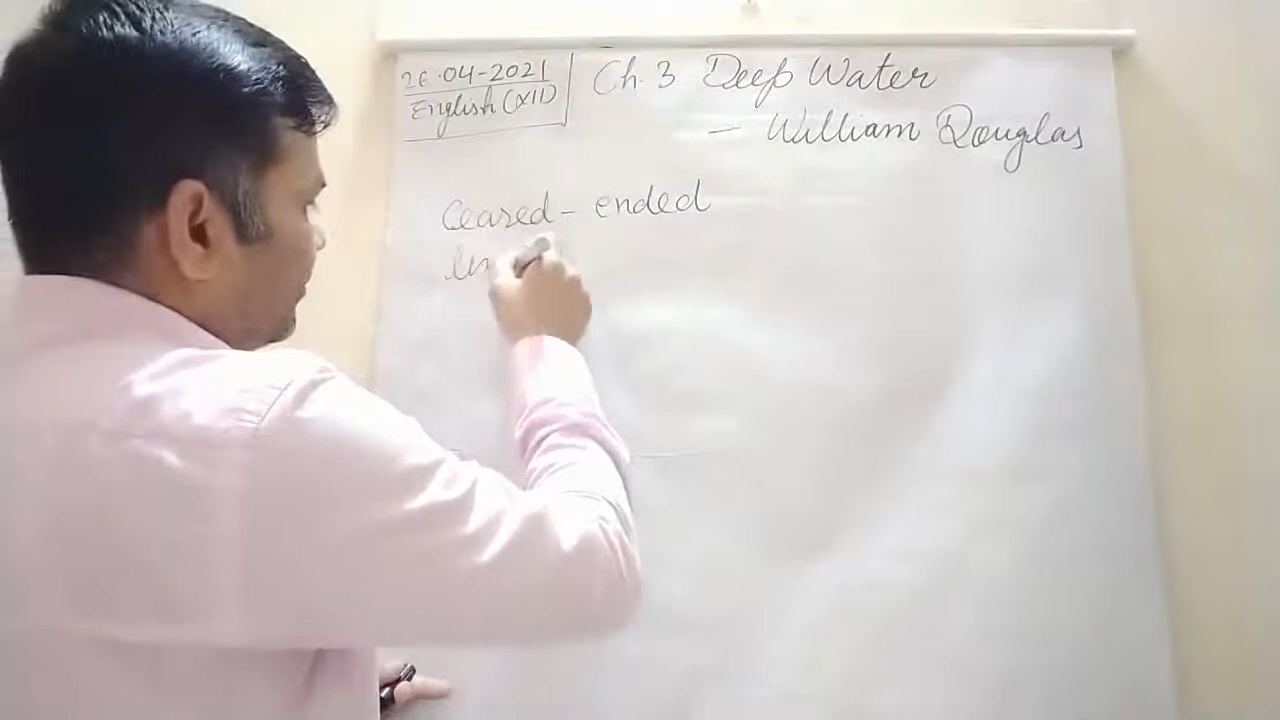 26-04-2021
English (XII)
Ch. 3 Deep Water
- William Douglas
Ceased - ended